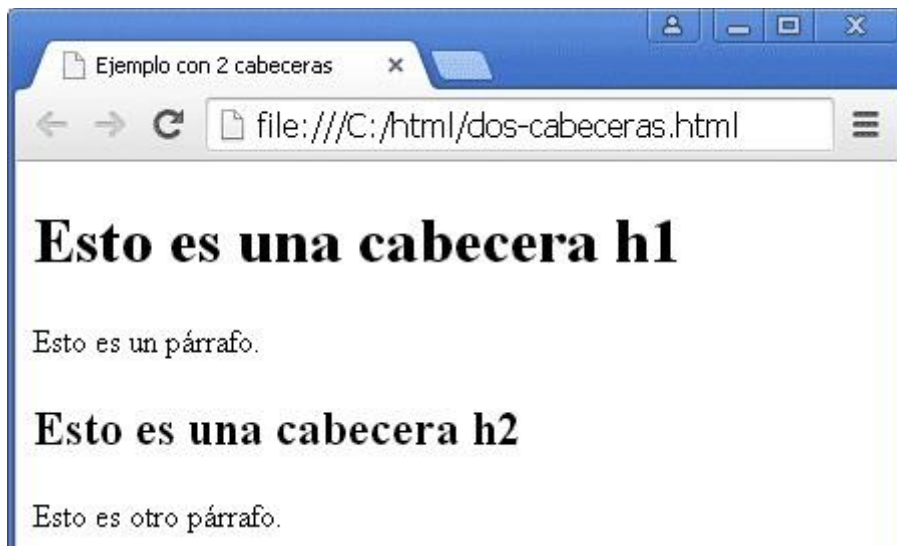 Ejemplo con 2 cabeceras
file:///C:/html/dos-cabeceras.html
Esto es una cabecera h1
Esto es un párrafo.
Esto es una cabecera h2
Esto es otro párrafo.